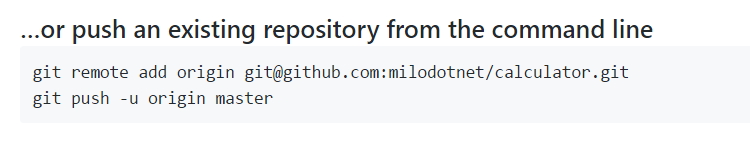 …or push an existing repository from the command line
git remote add origin git@github.com:milodotnet/calculator.git
git push -u origin master